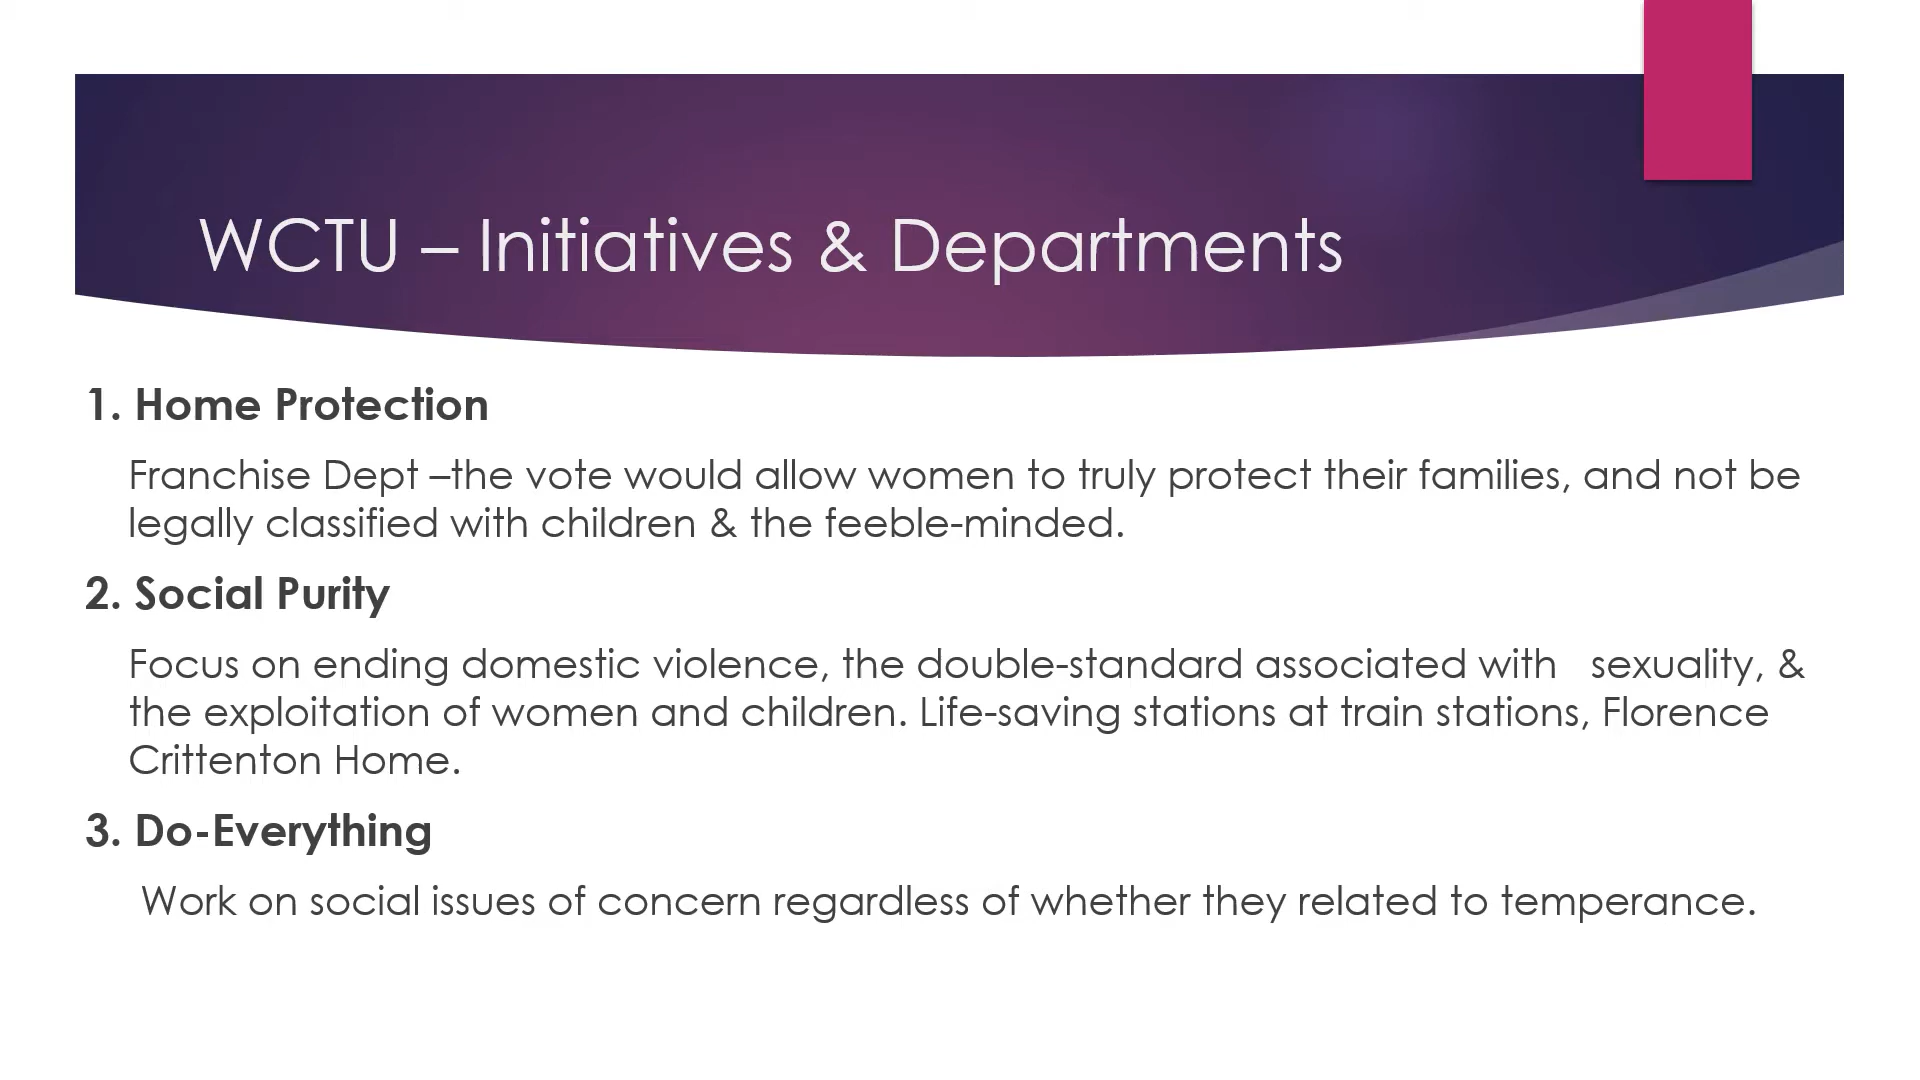 WCTU – Initiatives & Departments
1. Home Protection
Franchise Dept –the vote would allow women to truly protect their families, and not be
legally classified with children & the feeble-minded.
2. Social Purity
Focus on ending domestic violence, the double-standard associated with   sexuality, &
the exploitation of women and children. Life-saving stations at train stations, Florence
Crittenton Home.
3. Do-Everything
Work on social issues of concern regardless of whether they related to temperance.